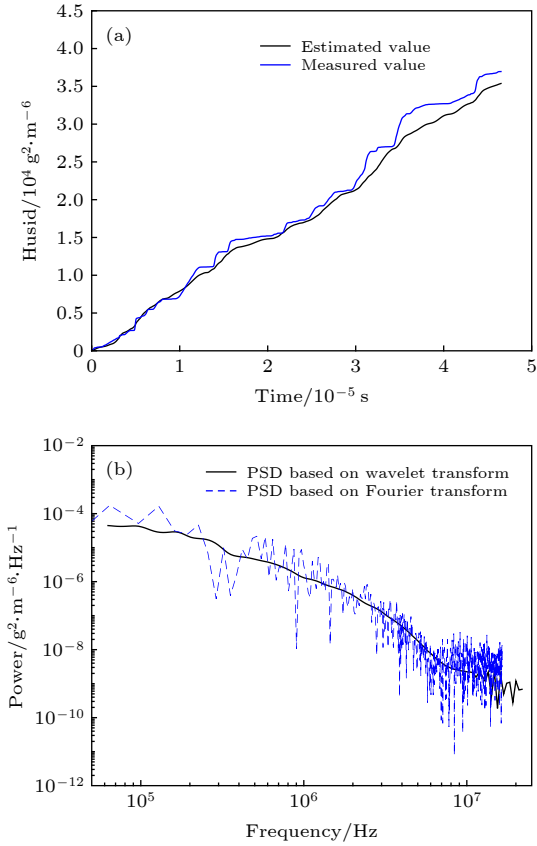 (a)
Estimated value
Measured value
4.5
4.0
3.5
3.0
2.5
2.0
1.5
1.0
0.5
0
Husid/10⁴ g²·m⁻⁶
0 1 2 3 4 5
Time/10⁻⁵ s
(b)
PSD based on wavelet transform
PSD based on Fourier transform
10⁻²
10⁻⁴
10⁻⁶
10⁻⁸
10⁻¹⁰
10⁻¹²
Power/g²·m⁻⁶·Hz⁻¹
10⁵ 10⁶ 10⁷
Frequency/Hz